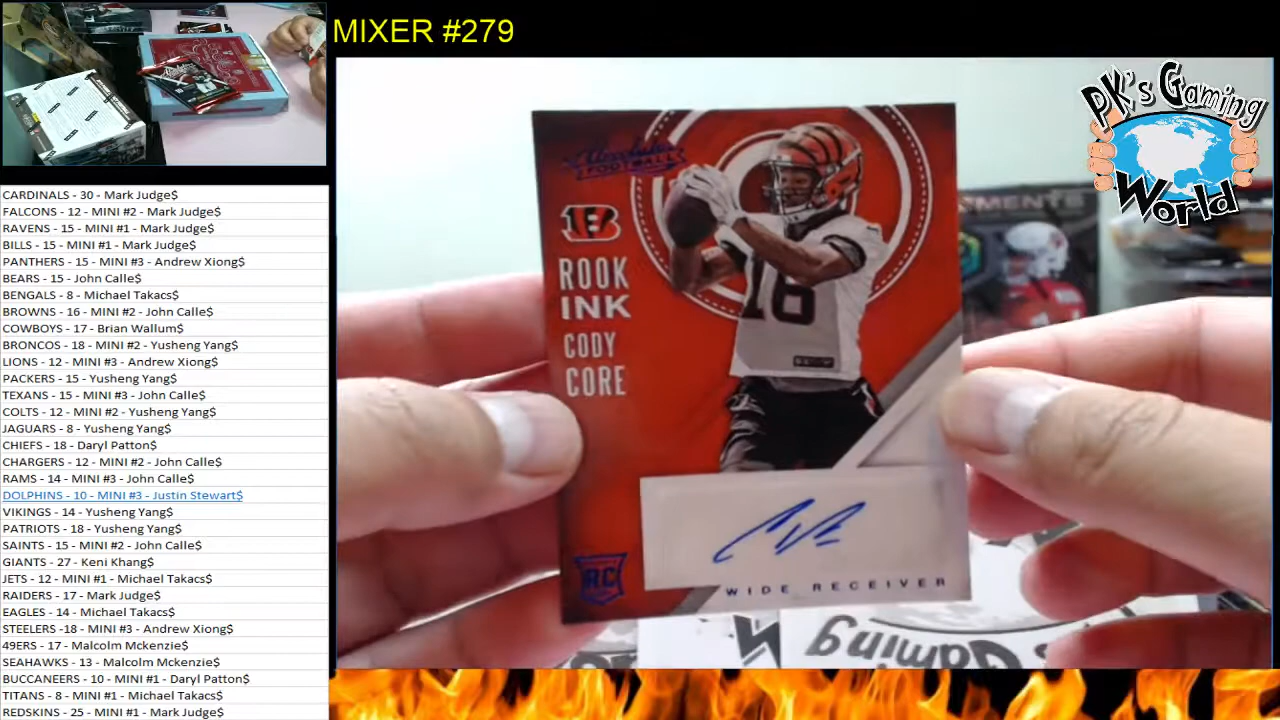 MIXER #279
PK's Gaming World
CARDINALS - 30 - Mark Judge$
FALCONS - 12 - MINI #2 - Mark Judge$
RAVENS - 15 - MINI #1 - Mark Judge$
BILLS - 15 - MINI #1 - Mark Judge$
PANTHERS - 15 - MINI #3 - Andrew Xiong$
BEARS - 15- John Calle$
BENGALS - 8 - Michael Takacs$
BROWNS - 16 - MINI #2 - John Calle$
COWBOYS - 17 - Brian Wallum$
BRONCOS - 18 - MINI #2 - Yusheng Yang$
LIONS - 12 - MINI #3 - Andrew Xiong$
PACKERS - 15 - Yusheng Yang$
TEXANS - 15 - MINI #3 - John Calle$
COLTS - 12 - MINI #2 - Yusheng Yang$
JAGUARS - 8 - Yusheng Yang$
CHIEFS - 18 - Daryl Patton$
CHARGERS - 12 - MINI #2 - John Calle$
RAMS - 14 - MINI #3 - John Calle$
DOLPHINS - 10 - MINI #3 - Justin Stewart$
VIKINGS - 14 - Yusheng Yang$
PATRIOTS - 18 - Yusheng Yang$
SAINTS - 15 - MINI #2 - John Calle$
GIANTS - 27 - Keni Khang$
JETS - 12 - MINI #1 - Michael Takacs$
RAIDERS - 17 - Mark Judge$
EAGLES - 14 - Michael Takacs$
STEELERS -18 - MINI #3 - Andrew Xiong$
49ERS - 17 - Malcolm Mckenzie$
SEAHAWKS - 13 - Malcolm Mckenzie$
BUCCANEERS - 10 - MINI #1 - Daryl Patton$
TITANS - 8 - MINI #1 - Michael Takacs$
REDSKINS - 25 - MINI #1 - Mark Judge$
Absolute
FOOTBALL
ROOK
INK
CODY
CORE
16
RC
WIDE RECEIVER
Gaming